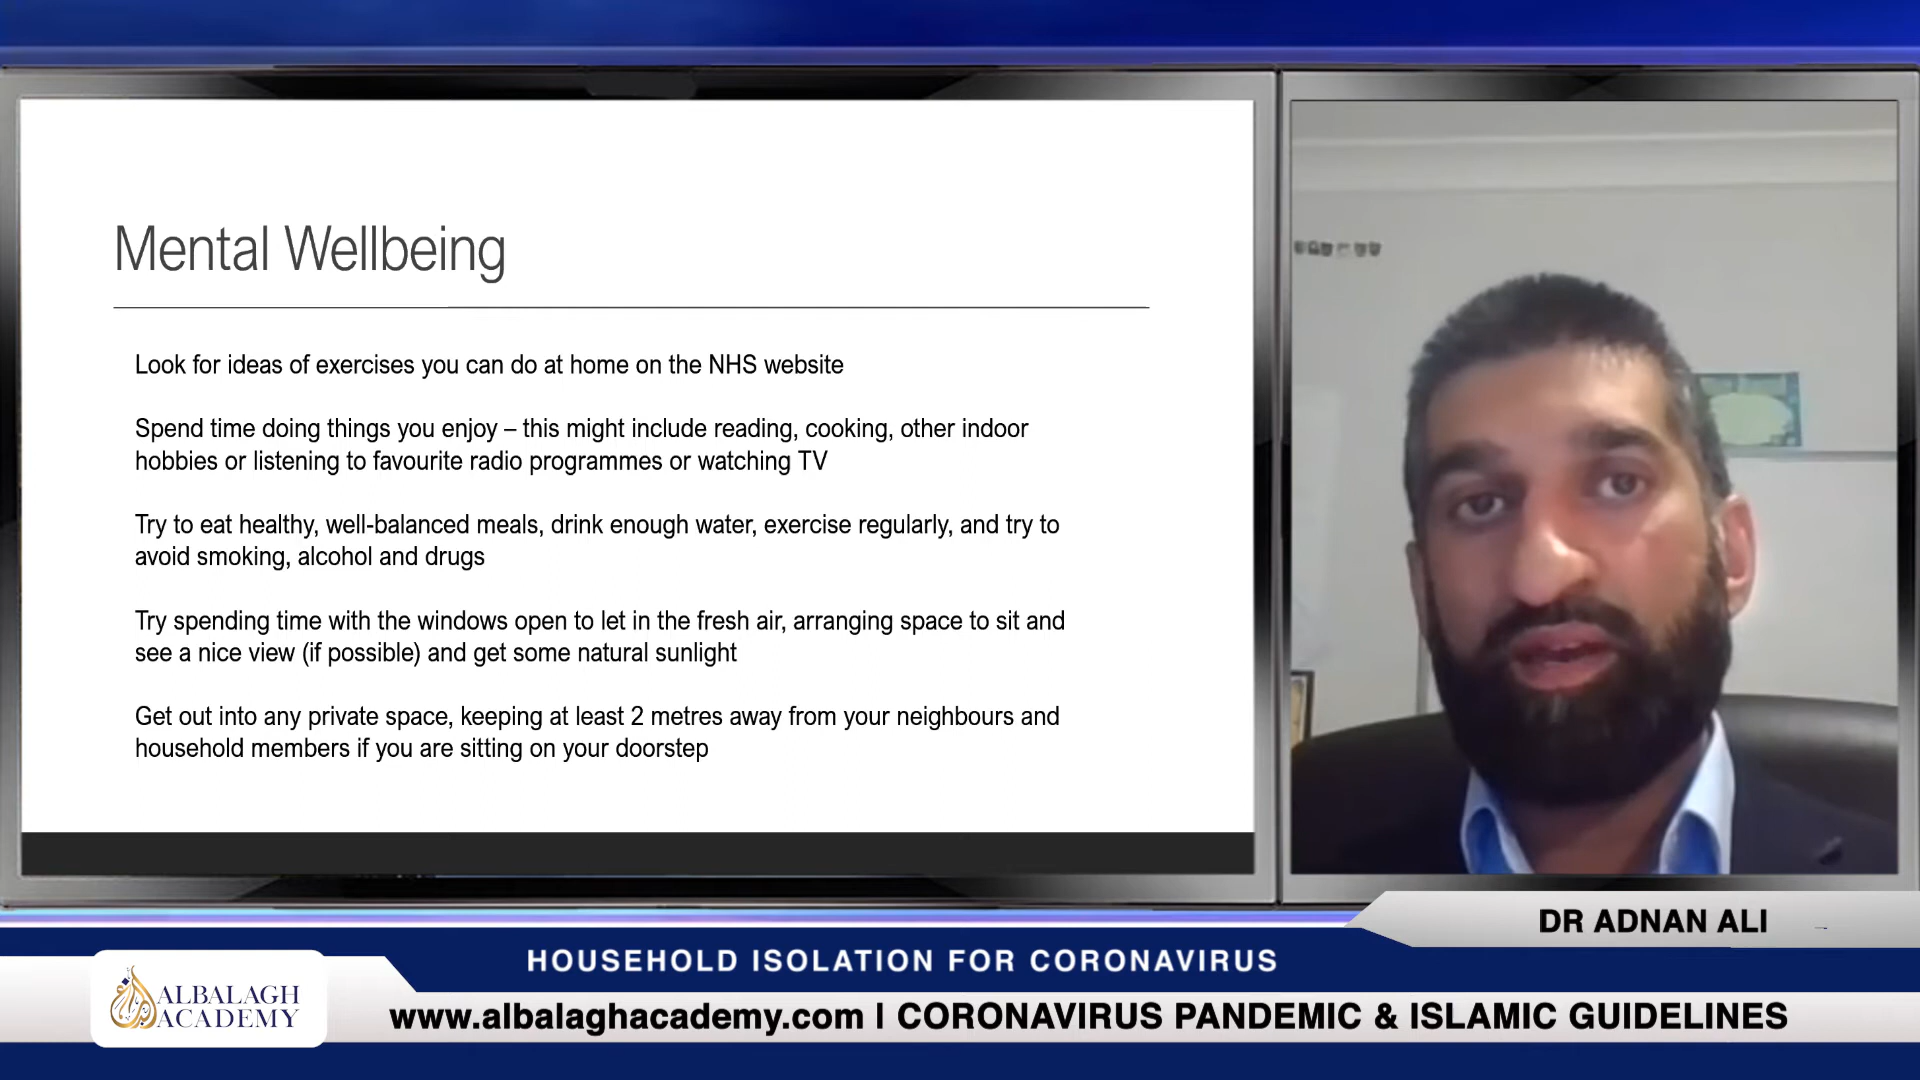 Mental Wellbeing
Look for ideas of exercises you can do at home on the NHS website
Spend time doing things you enjoy – this might include reading, cooking, other indoor
hobbies or listening to favourite radio programmes or watching TV
Try to eat healthy, well-balanced meals, drink enough water, exercise regularly, and try to
avoid smoking, alcohol and drugs
Try spending time with the windows open to let in the fresh air, arranging space to sit and
see a nice view (if possible) and get some natural sunlight
Get out into any private space, keeping at least 2 metres away from your neighbours and
household members if you are sitting on your doorstep
DR ADNAN ALI
HOUSEHOLD ISOLATION FOR CORONAVIRUS
ALBALAGH
ACADEMY
www.albalaghacademy.com I CORONAVIRUS PANDEMIC & ISLAMIC GUIDELINES